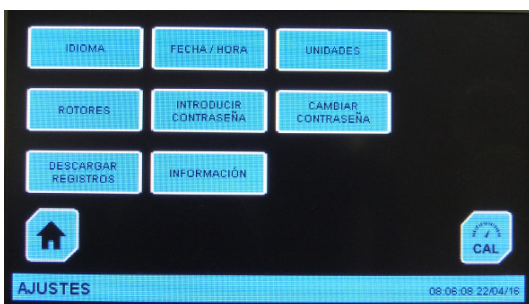 IDIOMA
FECHA / HORA
UNIDADES
ROTORES
INTRODUCIR
CONTRASEÑA
CAMBIAR
CONTRASEÑA
DESCARGAR
REGISTROS
INFORMACIÓN
CAL
AJUSTES
08:06:08 22/04/16